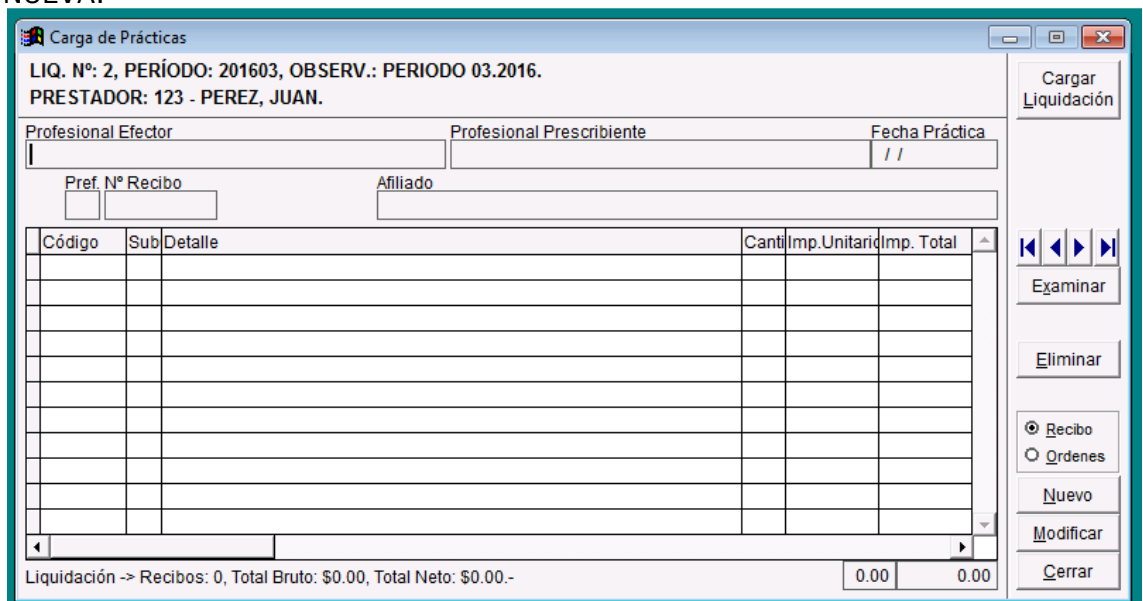 NUEVA.
Carga de Prácticas
LIQ. Nº: 2, PERÍODO: 201603, OBSERV.: PERIODO 03.2016.
PRESTADOR: 123 - PEREZ, JUAN.
Cargar
Liquidación
Profesional Efector Profesional Prescribiente Fecha Práctica
/ /
Pref. Nº Recibo Afiliado
Código Sub Detalle Canti Imp.Unitario Imp. Total
Examinar
Eliminar
Recibo
Ordenes
Nuevo
Modificar
Liquidación -> Recibos: 0, Total Bruto: $0.00, Total Neto: $0.00.- 0.00 0.00
Cerrar